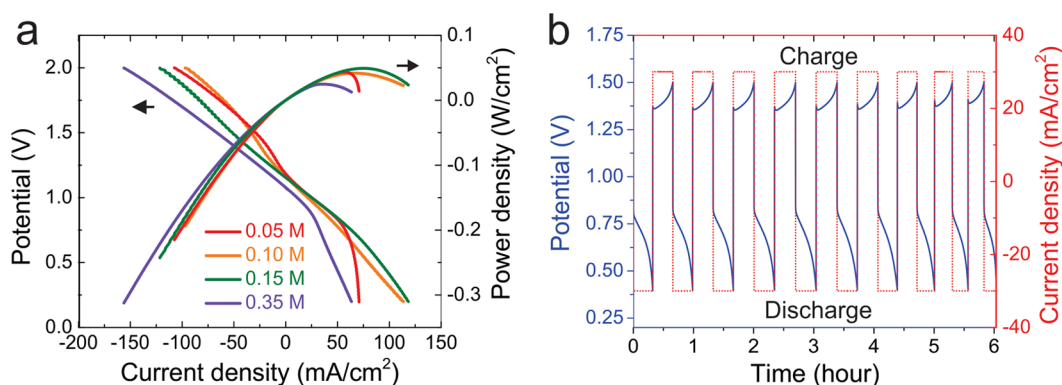 a
Potential (V)
2.0
1.5
1.0
0.5
0.0
-200
-150
-100
-50
0
50
100
150
Current density (mA/cm²)
0.1
0.0
-0.1
-0.2
-0.3
Power density (W/cm²)
0.05 M
0.10 M
0.15 M
0.35 M
b
Potential (V)
1.75
1.50
1.25
1.00
0.75
0.50
0.25
0
1
2
3
4
5
6
Time (hour)
40
30
20
10
0
-10
-20
-30
-40
Current density (mA/cm²)
Charge
Discharge